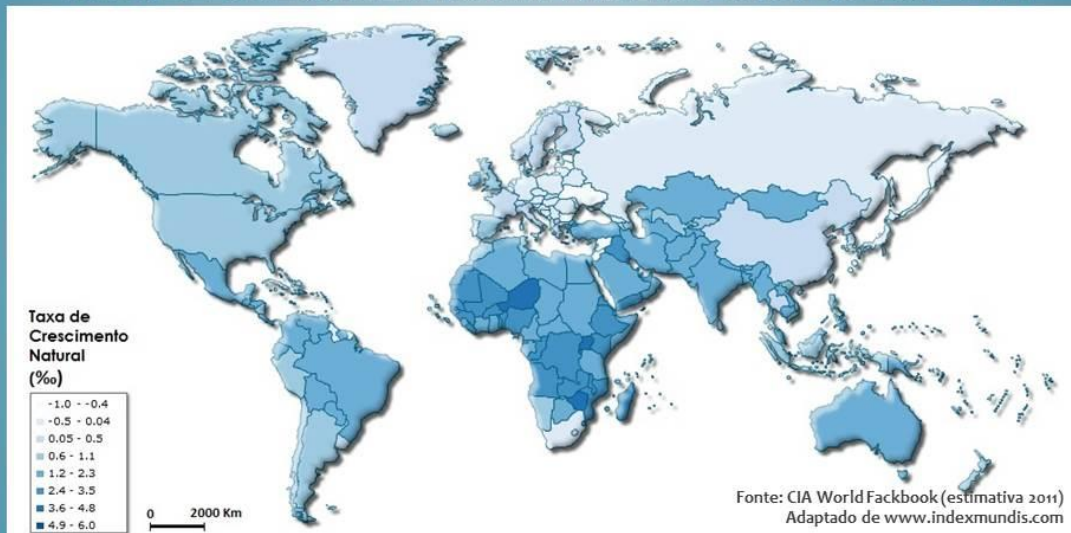 Taxa de
Crescimento
Natural
(‰)
-1.0 - -0.4
-0.5 - 0.04
0.05 - 0.5
0.6 - 1.1
1.2 - 2.3
2.4 - 3.5
3.6 - 4.8
4.9 - 6.0
0 2000 Km
Fonte: CIA World Fackbook (estimativa 2011)
Adaptado de www.indexmundis.com